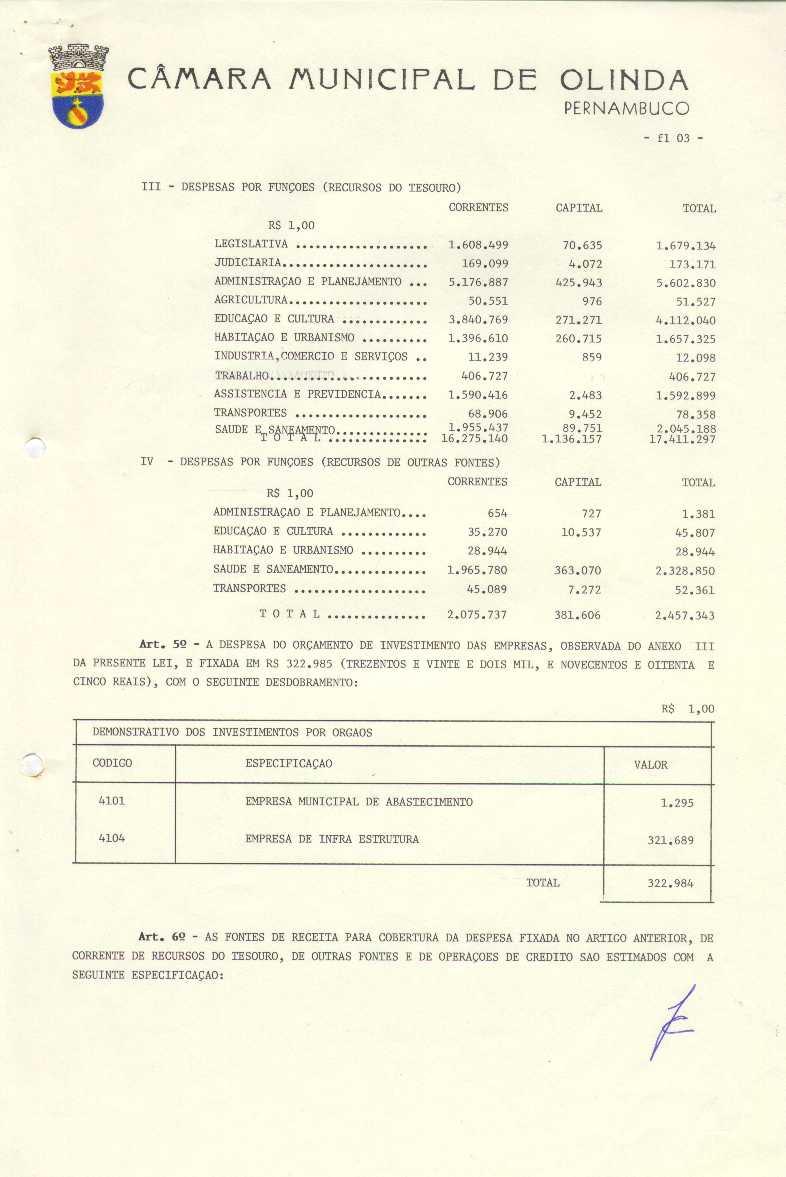 CÂMARA MUNICIPAL DE OLINDA
PERNAMBUCO
- fl 03 -
III - DESPESAS POR FUNÇOES (RECURSOS DO TESOURO)
CORRENTES CAPITAL TOTAL
R$ 1,00
LEGISLATIVA .................... 1.608.499 70.635 1.679.134
JUDICIARIA...................... 169.099 4.072 173.171
ADMINISTRAÇAO E PLANEJAMENTO ... 5.176.887 425.943 5.602.830
AGRICULTURA..................... 50.551 976 51.527
EDUCAÇAO E CULTURA ............. 3.840.769 271.271 4.112.040
HABITAÇAO E URBANISMO .......... 1.396.610 260.715 1.657.325
INDUSTRIA,COMERCIO E SERVIÇOS .. 11.239 859 12.098
TRABALHO........................ 406.727 406.727
ASSISTENCIA E PREVIDENCIA....... 1.590.416 2.483 1.592.899
TRANSPORTES .................... 68.906 9.452 78.358
SAUDE E SANEAMENTO.............. 1.955.437 89.751 2.045.188
T O T A L ............... 16.275.140 1.136.157 17.411.297
IV - DESPESAS POR FUNÇOES (RECURSOS DE OUTRAS FONTES)
CORRENTES CAPITAL TOTAL
R$ 1,00
ADMINISTRAÇAO E PLANEJAMENTO.... 654 727 1.381
EDUCAÇAO E CULTURA ............. 35.270 10.537 45.807
HABITAÇAO E URBANISMO .......... 28.944 28.944
SAUDE E SANEAMENTO.............. 1.965.780 363.070 2.328.850
TRANSPORTES .................... 45.089 7.272 52.361
T O T A L ............... 2.075.737 381.606 2.457.343
Art. 5º - A DESPESA DO ORÇAMENTO DE INVESTIMENTO DAS EMPRESAS, OBSERVADA DO ANEXO III
DA PRESENTE LEI, E FIXADA EM RS 322.985 (TREZENTOS E VINTE E DOIS MIL, E NOVECENTOS E OITENTA E
CINCO REAIS), COM O SEGUINTE DESDOBRAMENTO:
R$ 1,00
DEMONSTRATIVO DOS INVESTIMENTOS POR ORGAOS
CODIGO ESPECIFICAÇAO VALOR
4101 EMPRESA MUNICIPAL DE ABASTECIMENTO 1.295
4104 EMPRESA DE INFRA ESTRUTURA 321.689
TOTAL 322.984
Art. 6º - AS FONTES DE RECEITA PARA COBERTURA DA DESPESA FIXADA NO ARTIGO ANTERIOR, DE
CORRENTE DE RECURSOS DO TESOURO, DE OUTRAS FONTES E DE OPERAÇOES DE CREDITO SAO ESTIMADOS COM A
SEGUINTE ESPECIFICAÇAO: